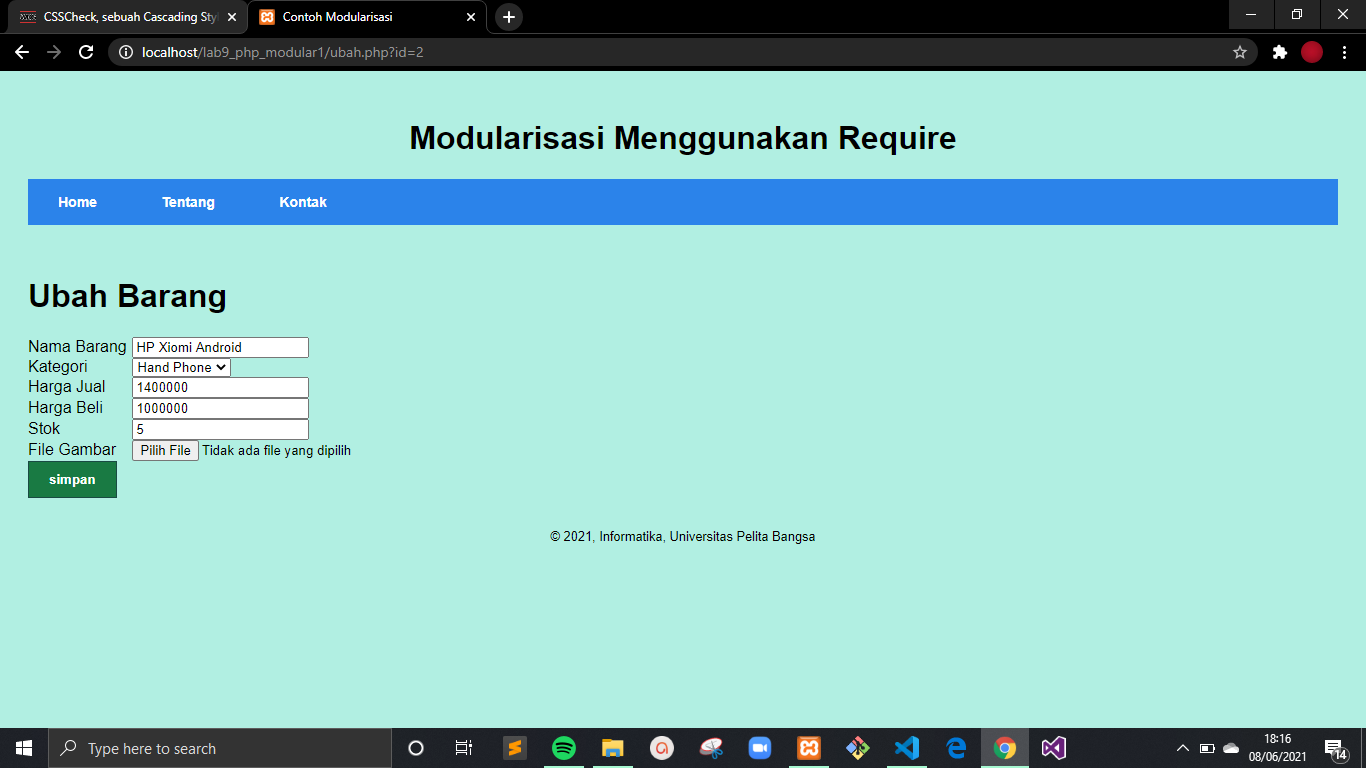 CSSCheck, sebuah Cascading Sty
Contoh Modularisasi
localhost/lab9_php_modular1/ubah.php?id=2
Modularisasi Menggunakan Require
Home Tentang Kontak
Ubah Barang
Nama Barang HP Xiomi Android
Kategori Hand Phone
Harga Jual 1400000
Harga Beli 1000000
Stok 5
File Gambar Pilih File Tidak ada file yang dipilih
simpan
© 2021, Informatika, Universitas Pelita Bangsa
Type here to search
18:16
08/06/2021
14